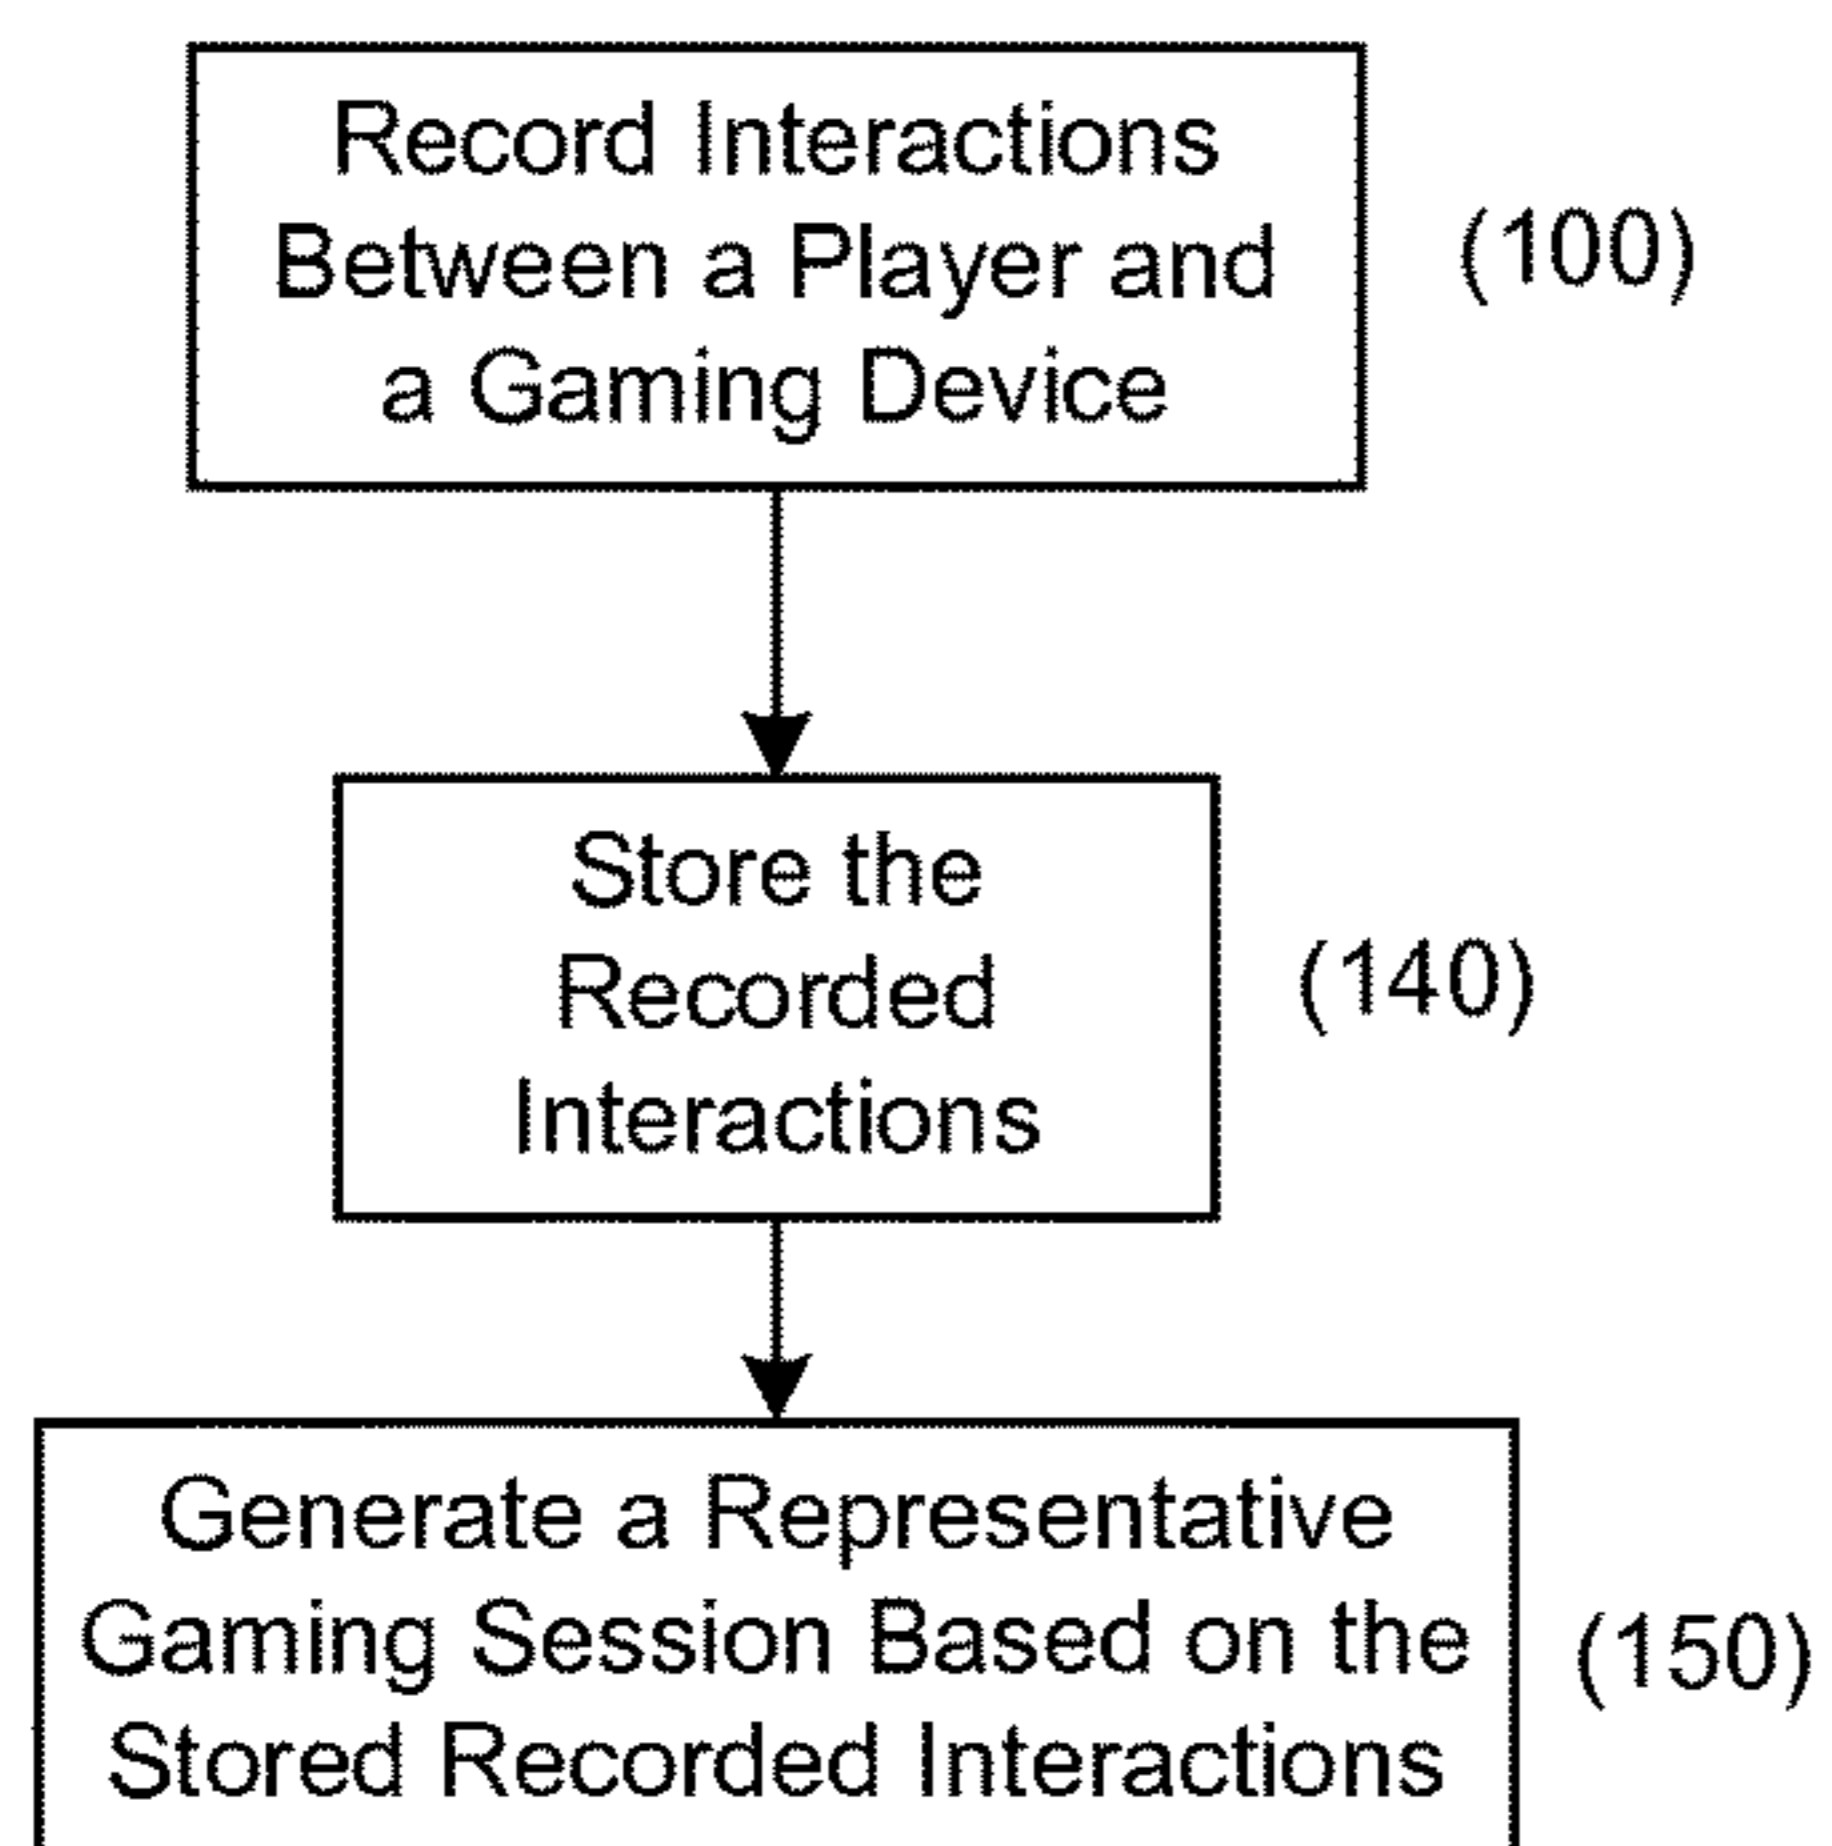 Record Interactions
Between a Player and
a Gaming Device
(100)
Store the
Recorded
Interactions
(140)
Generate a Representative
Gaming Session Based on the
Stored Recorded Interactions
(150)